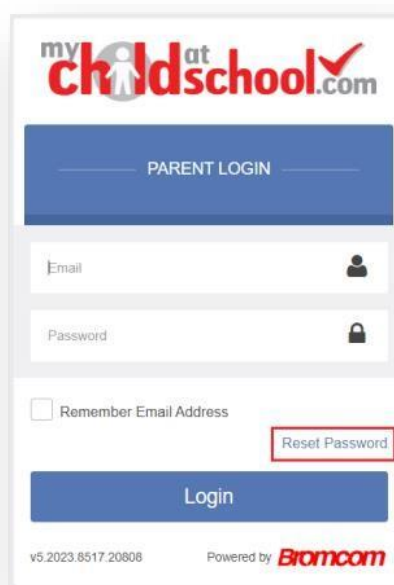 my child at school.com
PARENT LOGIN
Email
Password
Remember Email Address
Reset Password
Login
v5.2023.8517.20808 Powered by Bromcom